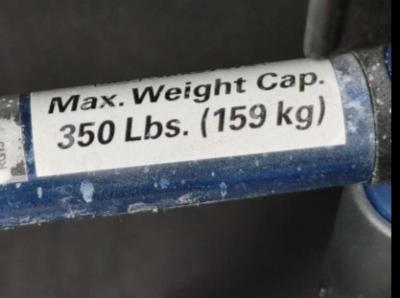 Max. Weight Cap.
350 Lbs. (159 kg)